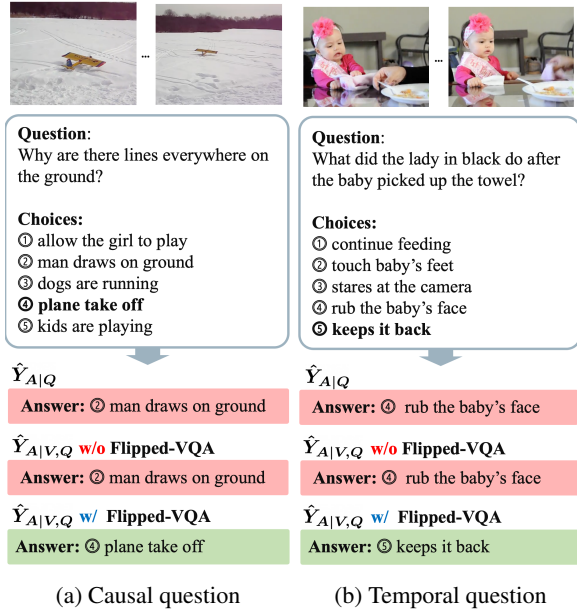 ...
...
Question:
Why are there lines everywhere on
the ground?
Choices:
① allow the girl to play
② man draws on ground
③ dogs are running
④ plane take off
⑤ kids are playing
Ŷ_{A|Q}
Answer: ② man draws on ground
Ŷ_{A|V,Q} w/o Flipped-VQA
Answer: ② man draws on ground
Ŷ_{A|V,Q} w/ Flipped-VQA
Answer: ④ plane take off
(a) Causal question
Question:
What did the lady in black do after
the baby picked up the towel?
Choices:
① continue feeding
② touch baby's feet
③ stares at the camera
④ rub the baby's face
⑤ keeps it back
Ŷ_{A|Q}
Answer: ④ rub the baby's face
Ŷ_{A|V,Q} w/o Flipped-VQA
Answer: ④ rub the baby's face
Ŷ_{A|V,Q} w/ Flipped-VQA
Answer: ⑤ keeps it back
(b) Temporal question